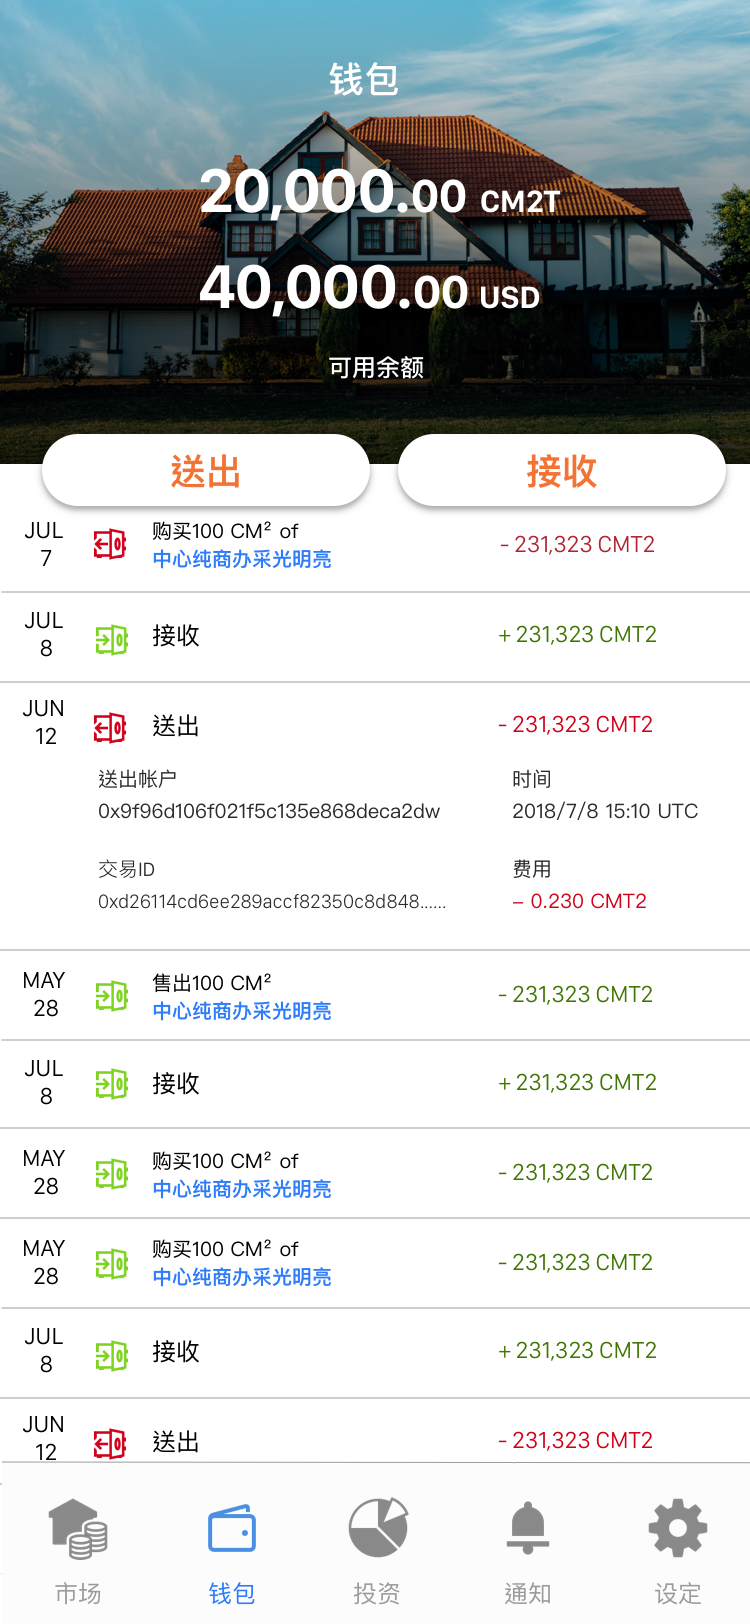 钱包
20,000.00 CM2T
40,000.00 USD
可用余额
送出 接收
JUL 7 购买100 CM² of - 231,323 CMT2
中心纯商办采光明亮
JUL 8 接收 + 231,323 CMT2
JUN 12 送出 - 231,323 CMT2
送出帐户 时间
0x9f96d106f021f5c135e868deca2dw 2018/7/8 15:10 UTC
交易ID 费用
0xd26114cd6ee289accf82350c8d848...... – 0.230 CMT2
MAY 28 售出100 CM² - 231,323 CMT2
中心纯商办采光明亮
JUL 8 接收 + 231,323 CMT2
MAY 28 购买100 CM² of - 231,323 CMT2
中心纯商办采光明亮
MAY 28 购买100 CM² of - 231,323 CMT2
中心纯商办采光明亮
JUL 8 接收 + 231,323 CMT2
JUN 12 送出 - 231,323 CMT2
市场 钱包 投资 通知 设定